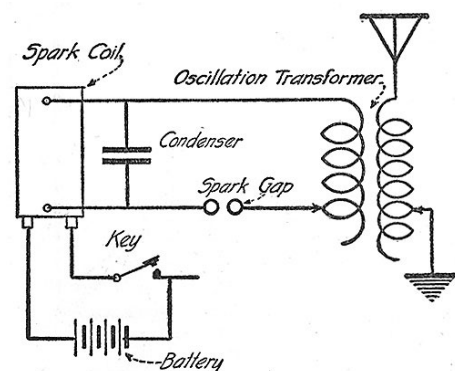 Spark Coil
Oscillation Transformer
Condenser
Spark Gap
Key
Battery